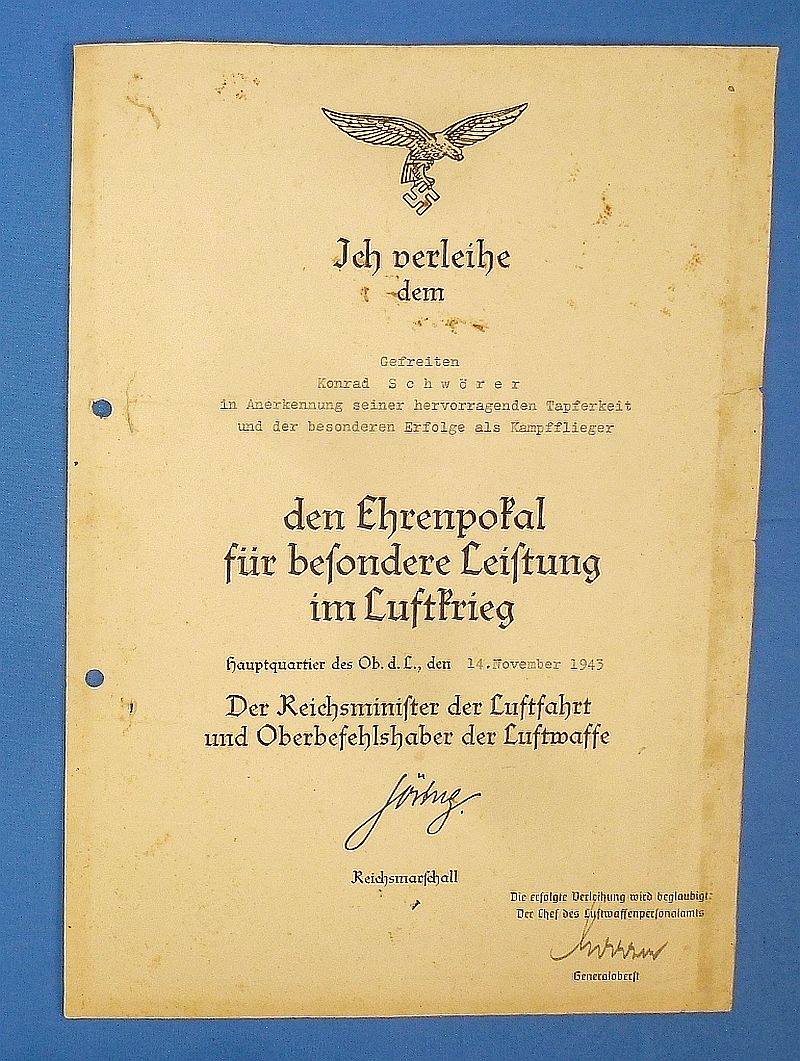 Ich verleihe
dem
Gefreiten
Konrad S c h w ö r e r
in Anerkennung seiner hervorragenden Tapferkeit
und der besonderen Erfolge als Kampfflieger
den Ehrenpokal
für besondere Leistung
im Luftkrieg
Hauptquartier des Ob. d. L., den 14.November 1943
Der Reichsminister der Luftfahrt
und Oberbefehlshaber der Luftwaffe
Göring.
Reichsmarschall
Die erfolgte Verleihung wird beglaubigt:
Der Chef des Luftwaffenpersonalamts
Generaloberst